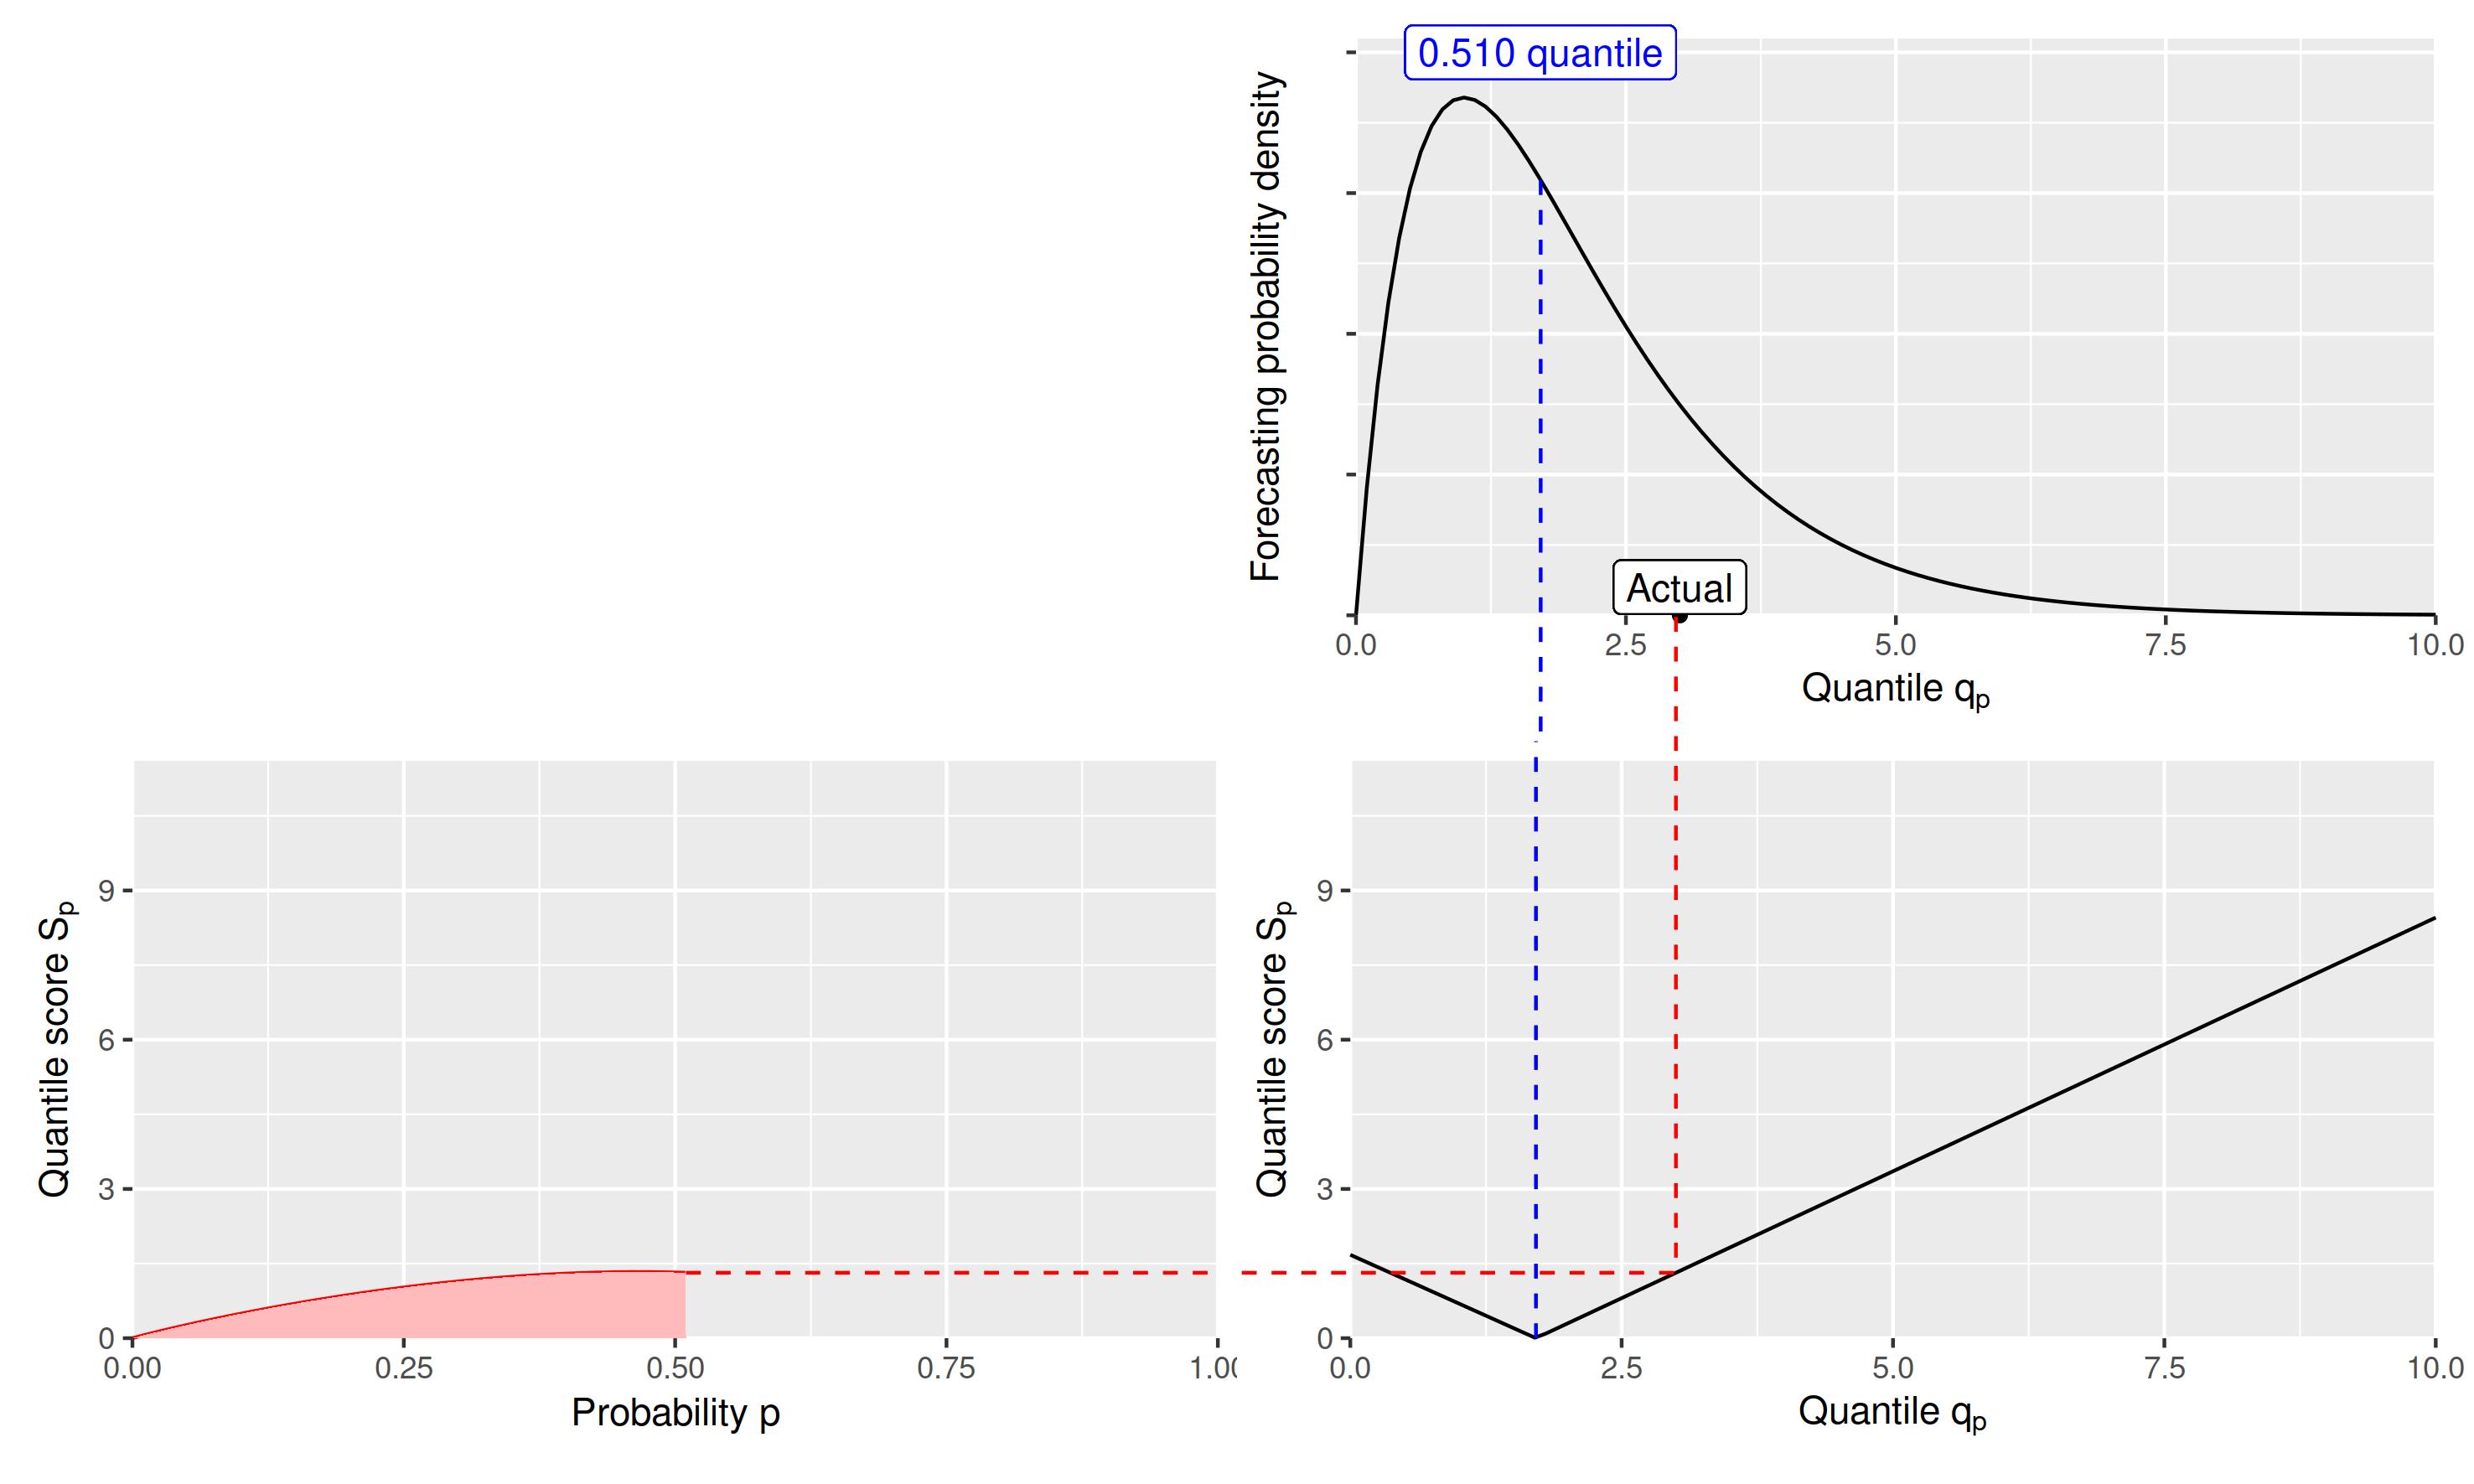 0.510 quantile
Forecasting probability density
Actual
0.0 2.5 5.0 7.5 10.0
Quantile qₚ
Quantile score Sₚ
9
6
3
0
0.00 0.25 0.50 0.75
Probability p
Quantile score Sₚ
9
6
3
0
0.0 2.5 5.0 7.5 10.0
Quantile qₚ